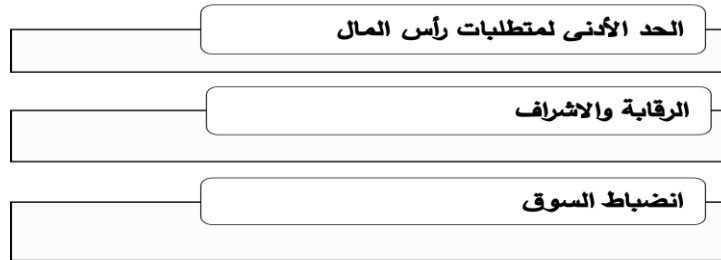 الحد الأدنى لمتطلبات رأس المال
الرقابة والاشراف
انضباط السوق